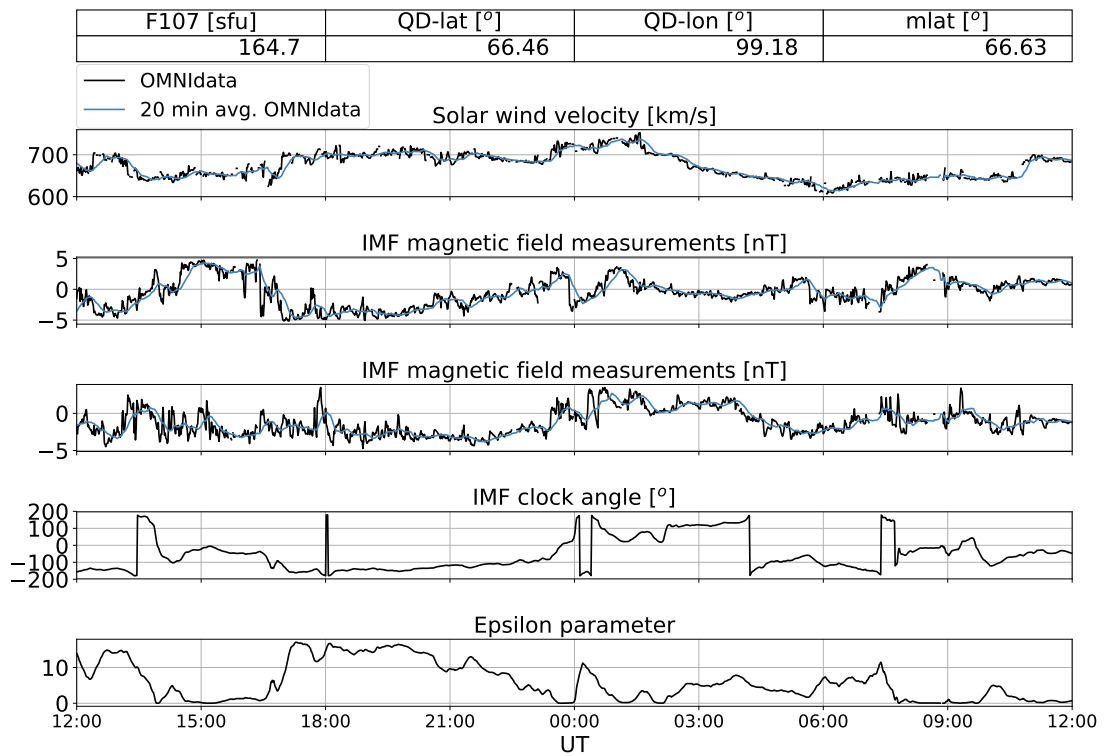 F107 [sfu] QD-lat [°] QD-lon [°] mlat [°]
164.7 66.46 99.18 66.63
OMNIdata
20 min avg. OMNIdata
Solar wind velocity [km/s]
700
600
IMF magnetic field measurements [nT]
5
0
−5
IMF magnetic field measurements [nT]
0
−5
IMF clock angle [°]
200
100
0
−100
−200
Epsilon parameter
10
0
12:00 15:00 18:00 21:00 00:00 03:00 06:00 09:00 12:00
UT